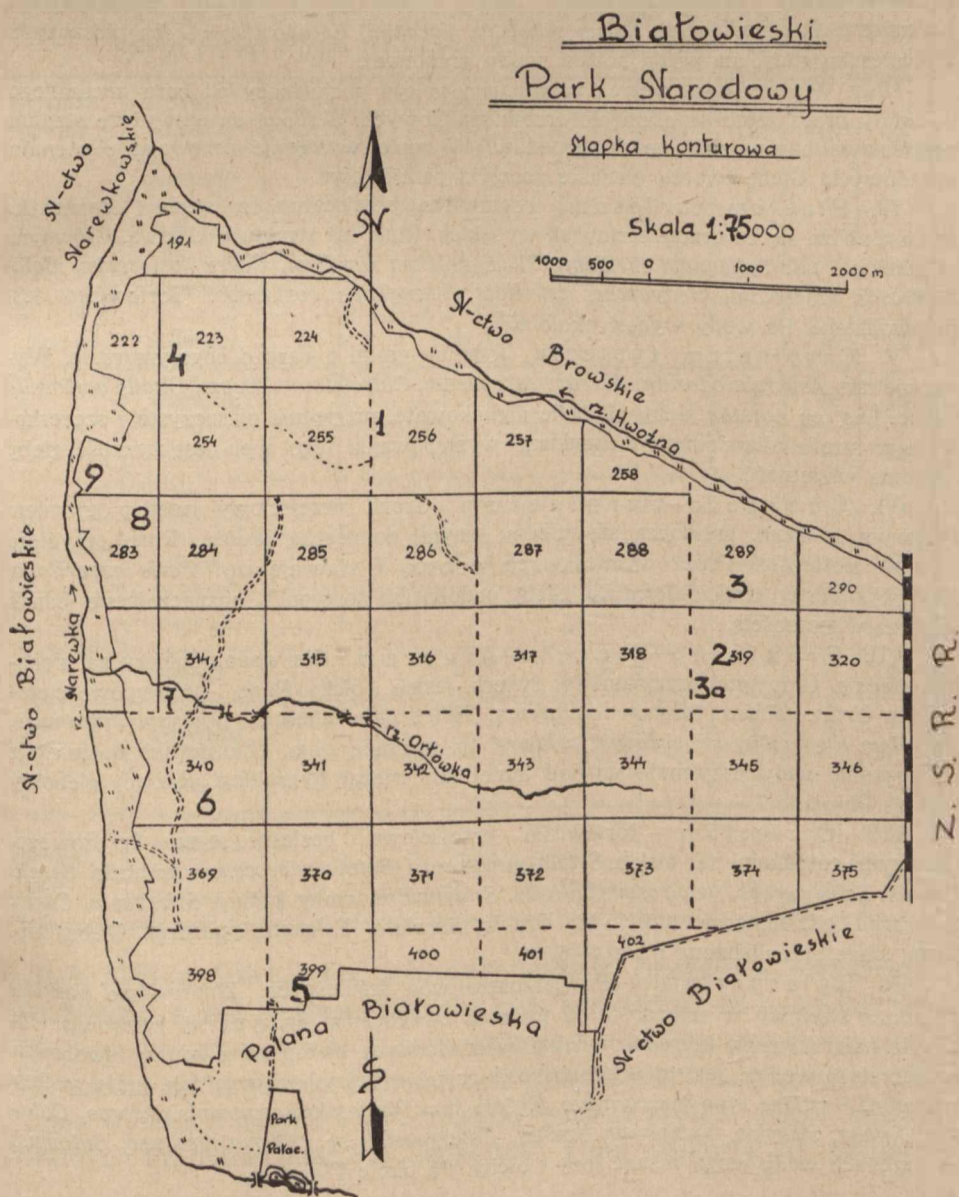 Białowieski
Park Narodowy
Mapka konturowa
Skala 1:75000
1000 500 0 1000 2000 m
N-ctwo
Narewkowskie
N
191
N-ctwo
Browskie
rz. Hwoźna
222 223 224
4
1
254 255 256 257
258
9
8
283 284 285 286 287 288 289
3
290
N-ctwo Białowieskie
rz. Narewka
314 315 316 317 318 2 319 320
3a
7
rz. Orłówka
Z. S. R. R.
340 341 342 343 344 345 346
6
369 370 371 372 373 374 375
398 399 400 401 402
5
Polana Białowieska
N-ctwo Białowieskie
S
Park
Pałac.